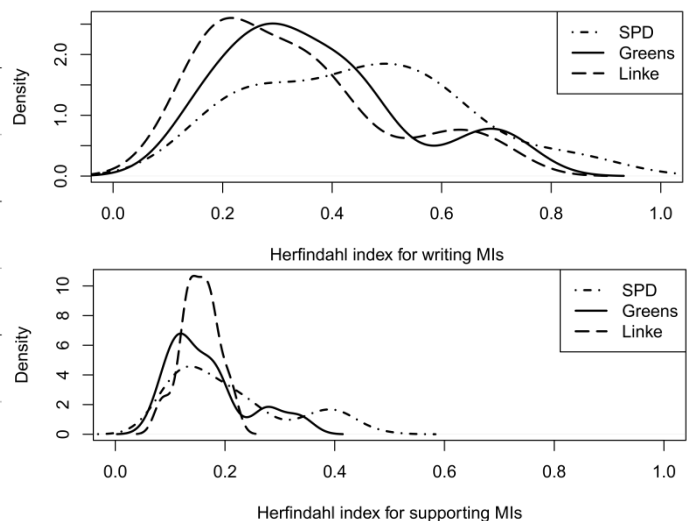 SPD
Greens
Linke
Density
0.0
1.0
2.0
0.0 0.2 0.4 0.6 0.8 1.0
Herfindahl index for writing MIs
SPD
Greens
Linke
Density
0 2 4 6 8 10
0.0 0.2 0.4 0.6 0.8 1.0
Herfindahl index for supporting MIs